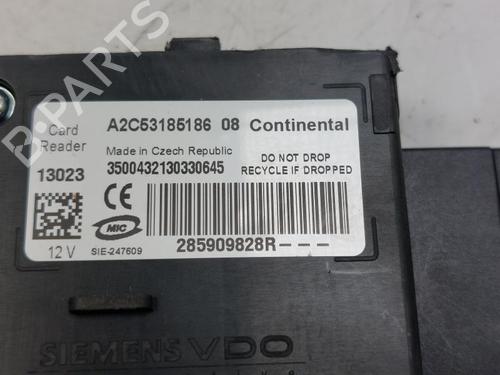 A2C53185186 08 Continental
Card Reader
Made in Czech Republic
DO NOT DROP
13023
3500432130330645
RECYCLE IF DROPPED
CE
MIC
12 V
SIE-247609
285909828R---
SIEMENS VDO
B-PARTS